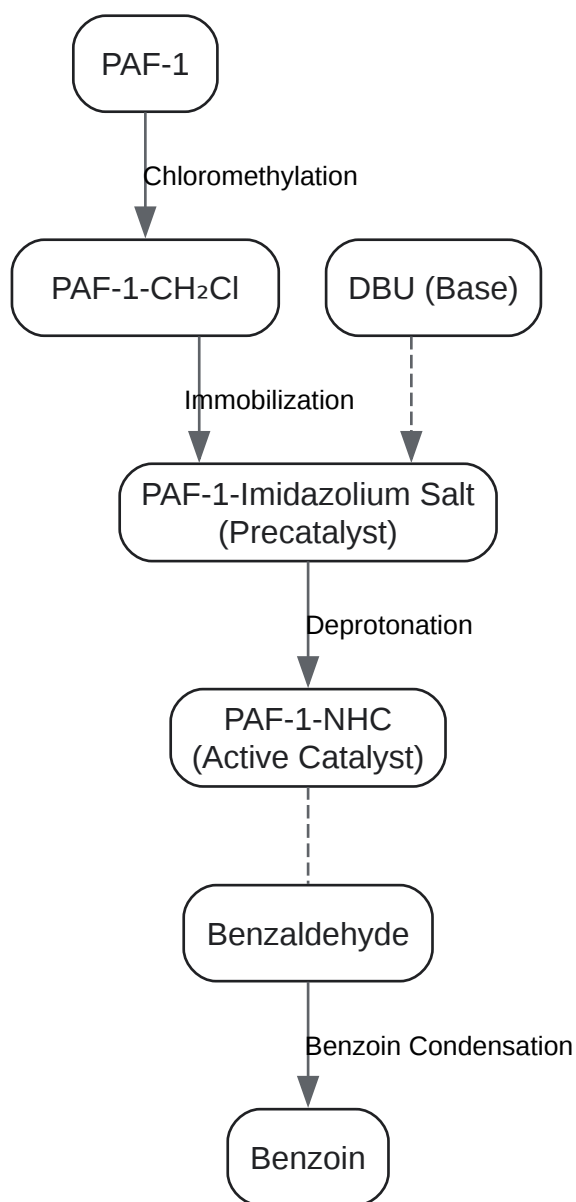 PAF-1
Chloromethylation
PAF-1-CH₂Cl
DBU (Base)
Immobilization
PAF-1-Imidazolium Salt
(Precatalyst)
Deprotonation
PAF-1-NHC
(Active Catalyst)
Benzaldehyde
Benzoin Condensation
Benzoin